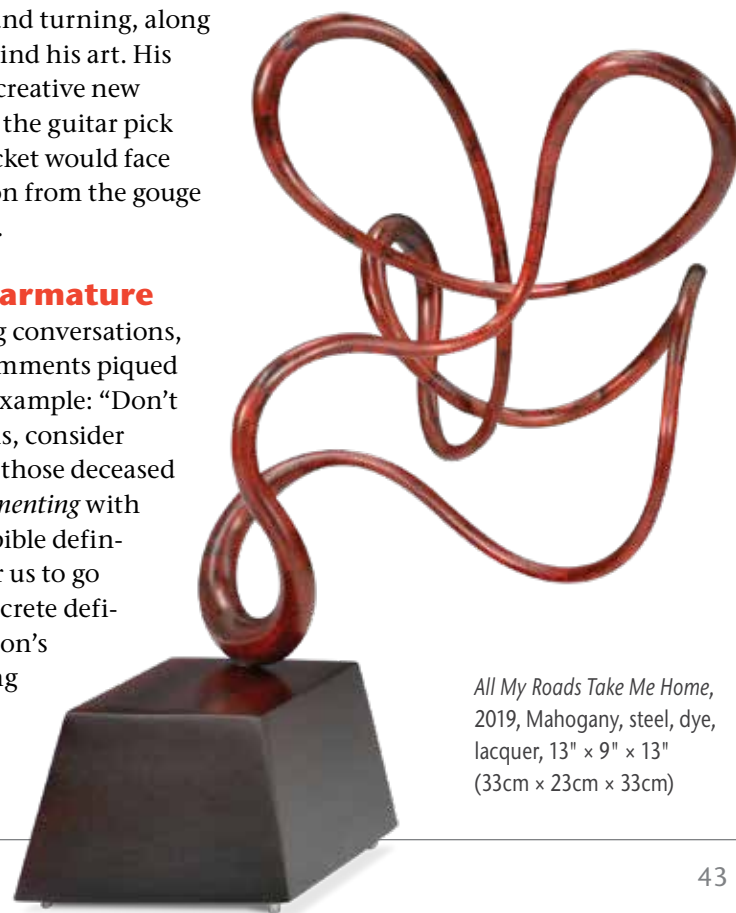 and turning, along
ind his art. His
creative new
the guitar pick
cket would face
on from the gouge
.
armature
g conversations,
mments piqued
xample: “Don’t
s, consider
those deceased
menting with
bible defin-
r us to go
crete defi-
on’s
ng
All My Roads Take Me Home,
2019, Mahogany, steel, dye,
lacquer, 13" × 9" × 13"
(33cm × 23cm × 33cm)
43